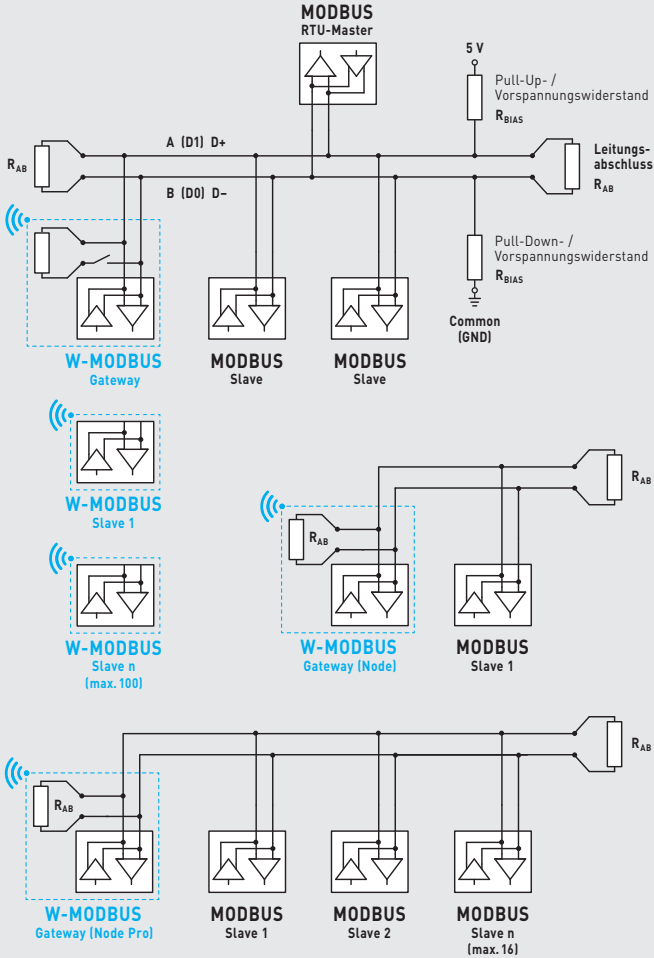 MODBUS
RTU-Master
5 V
Pull-Up- /
Vorspannungswiderstand
RBIAS
A (D1) D+
RAB
B (D0) D−
Leitungs-
abschluss
RAB
Pull-Down- /
Vorspannungswiderstand
RBIAS
Common
(GND)
W-MODBUS
Gateway
MODBUS
Slave
MODBUS
Slave
W-MODBUS
Slave 1
RAB
RAB
W-MODBUS
Slave n
(max. 100)
W-MODBUS
Gateway (Node)
MODBUS
Slave 1
RAB
RAB
W-MODBUS
Gateway (Node Pro)
MODBUS
Slave 1
MODBUS
Slave 2
MODBUS
Slave n
(max. 16)